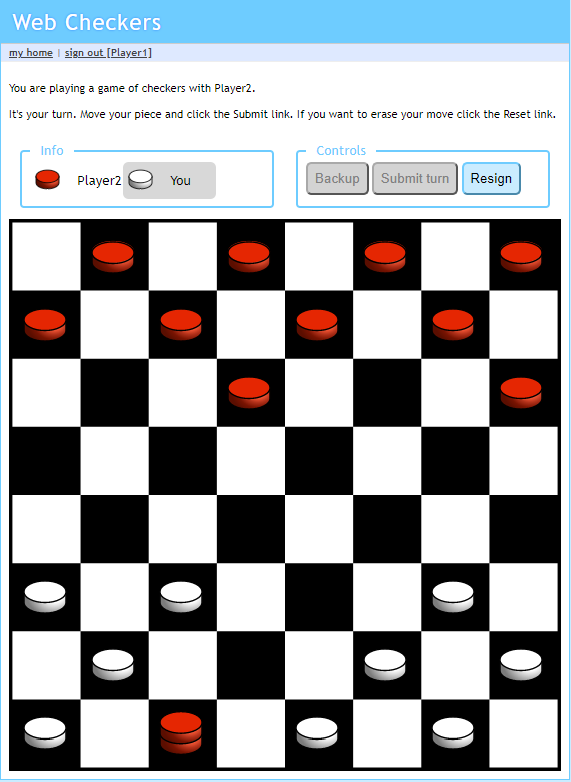 Web Checkers
my home | sign out [Player1]
You are playing a game of checkers with Player2.
It's your turn. Move your piece and click the Submit link. If you want to erase your move click the Reset link.
Info
Player2 You
Controls
Backup Submit turn Resign